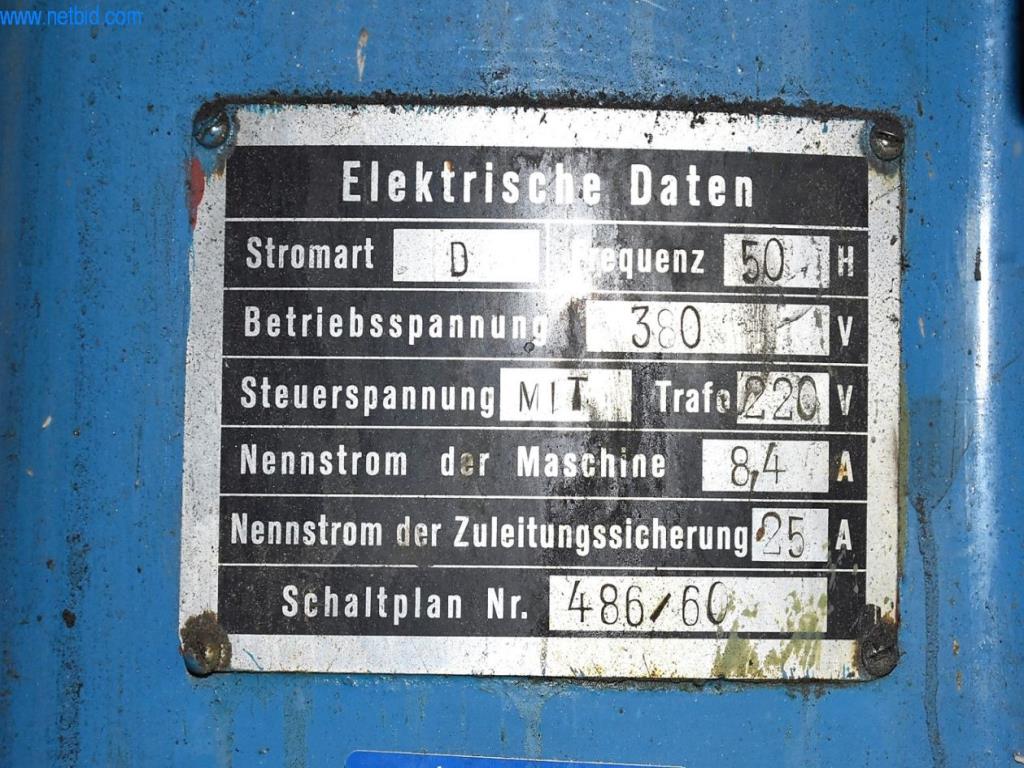 www.netbid.com
Elektrische Daten
Stromart D Frequenz 50 H
Betriebsspannung 380 V
Steuerspannung MIT Trafo 220 V
Nennstrom der Maschine 8,4 A
Nennstrom der Zuleitungssicherung 25 A
Schaltplan Nr. 486/60